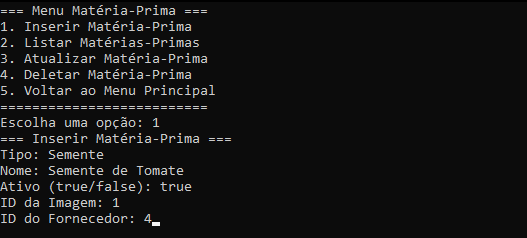 === Menu Matéria-Prima ===
1. Inserir Matéria-Prima
2. Listar Matérias-Primas
3. Atualizar Matéria-Prima
4. Deletar Matéria-Prima
5. Voltar ao Menu Principal
==========================
Escolha uma opção: 1
=== Inserir Matéria-Prima ===
Tipo: Semente
Nome: Semente de Tomate
Ativo (true/false): true
ID da Imagem: 1
ID do Fornecedor: 4